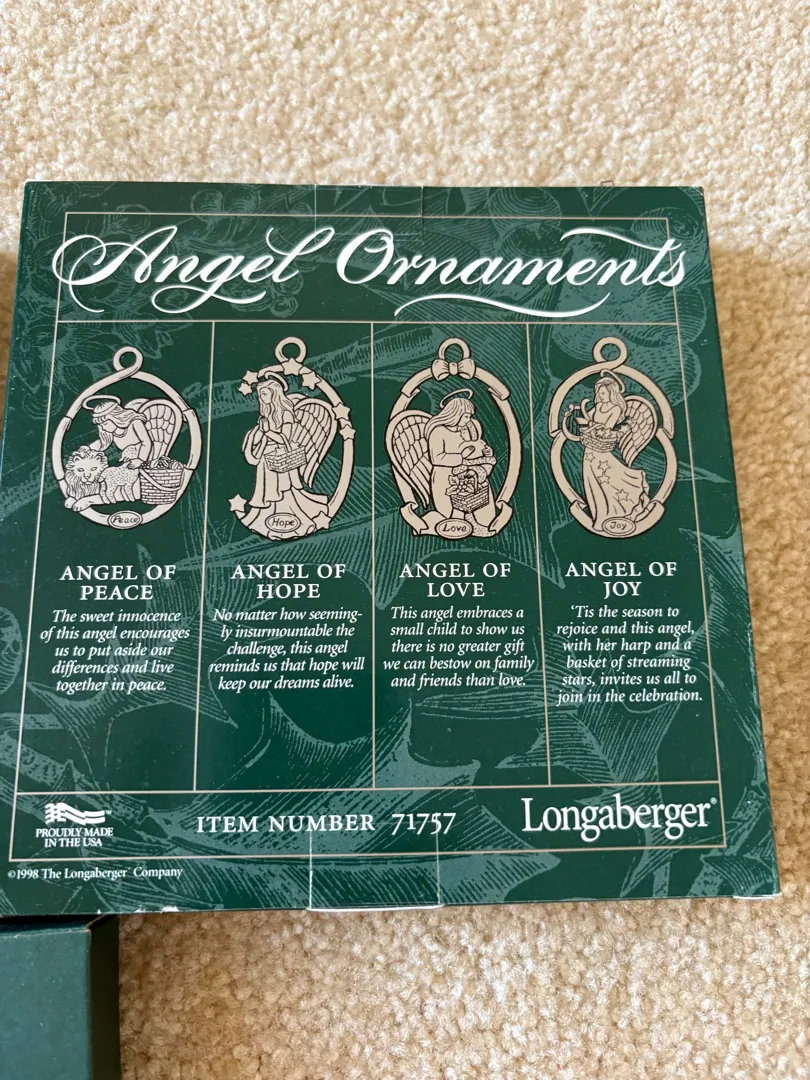 Angel Ornaments
Peace
Hope
Love
Joy
ANGEL OF
PEACE
The sweet innocence
of this angel encourages
us to put aside our
differences and live
together in peace.
ANGEL OF
HOPE
No matter how seeming-
ly insurmountable the
challenge, this angel
reminds us that hope will
keep our dreams alive.
ANGEL OF
LOVE
This angel embraces a
small child to show us
there is no greater gift
we can bestow on family
and friends than love.
ANGEL OF
JOY
'Tis the season to
rejoice and this angel,
with her harp and a
basket of streaming
stars, invites us all to
join in the celebration.
TM
PROUDLY MADE
IN THE USA
ITEM NUMBER 71757
Longaberger®
©1998 The Longaberger® Company